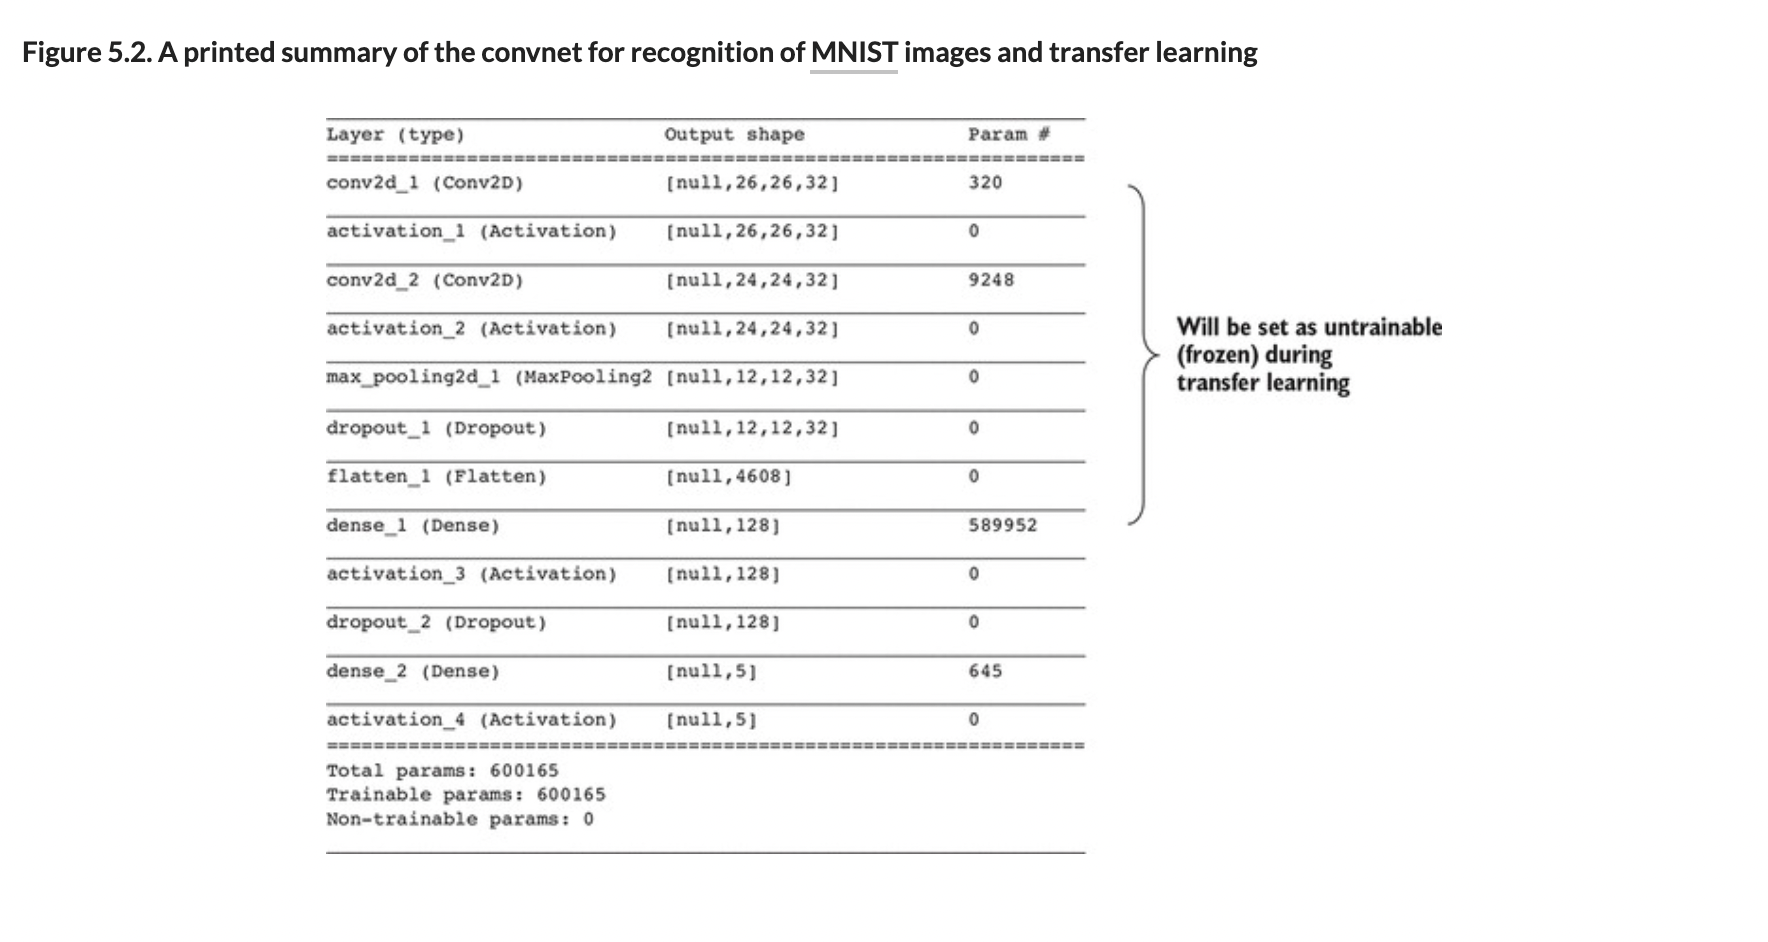 Figure 5.2. A printed summary of the convnet for recognition of MNIST images and transfer learning
Layer (type) Output shape Param #
=================================================================
conv2d_1 (Conv2D) [null,26,26,32] 320
activation_1 (Activation) [null,26,26,32] 0
conv2d_2 (Conv2D) [null,24,24,32] 9248
activation_2 (Activation) [null,24,24,32] 0
max_pooling2d_1 (MaxPooling2 [null,12,12,32] 0
dropout_1 (Dropout) [null,12,12,32] 0
flatten_1 (Flatten) [null,4608] 0
dense_1 (Dense) [null,128] 589952
activation_3 (Activation) [null,128] 0
dropout_2 (Dropout) [null,128] 0
dense_2 (Dense) [null,5] 645
activation_4 (Activation) [null,5] 0
=================================================================
Total params: 600165
Trainable params: 600165
Non-trainable params: 0
Will be set as untrainable
(frozen) during
transfer learning